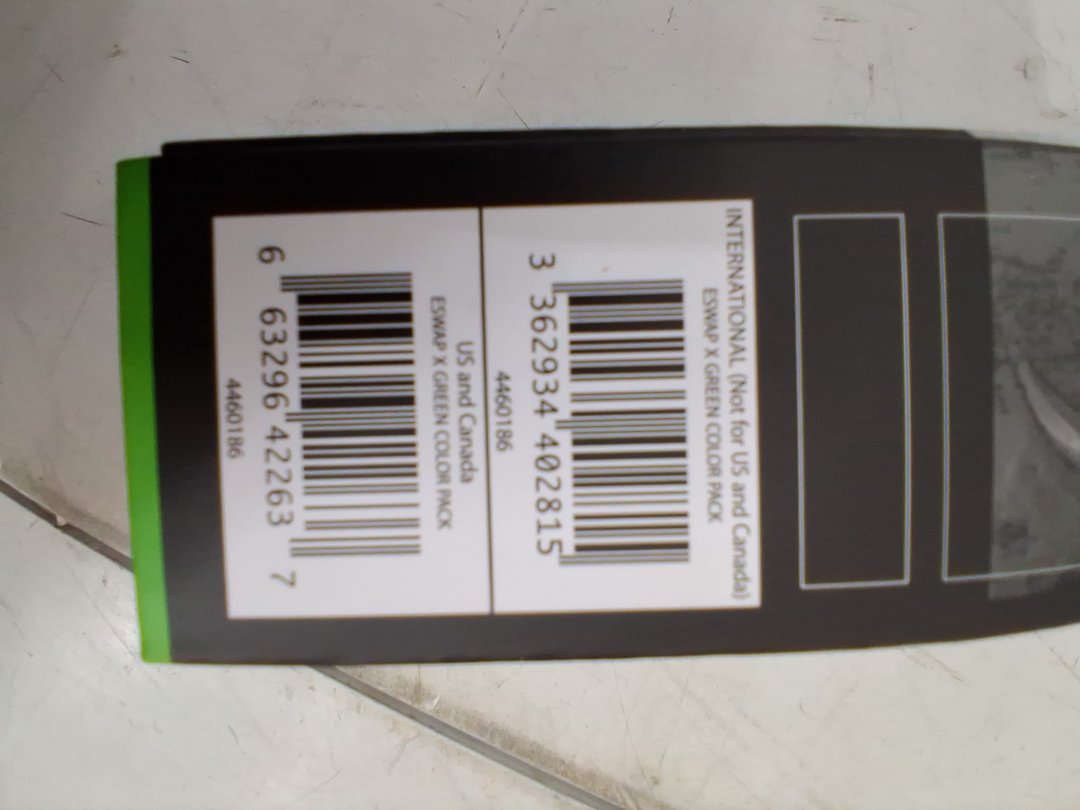 INTERNATIONAL (Not for US and Canada)
ESWAP X GREEN COLOR PACK
3 362934 402815
4460186
US and Canada
ESWAP X GREEN COLOR PACK
6 63296 42263 7
4460186